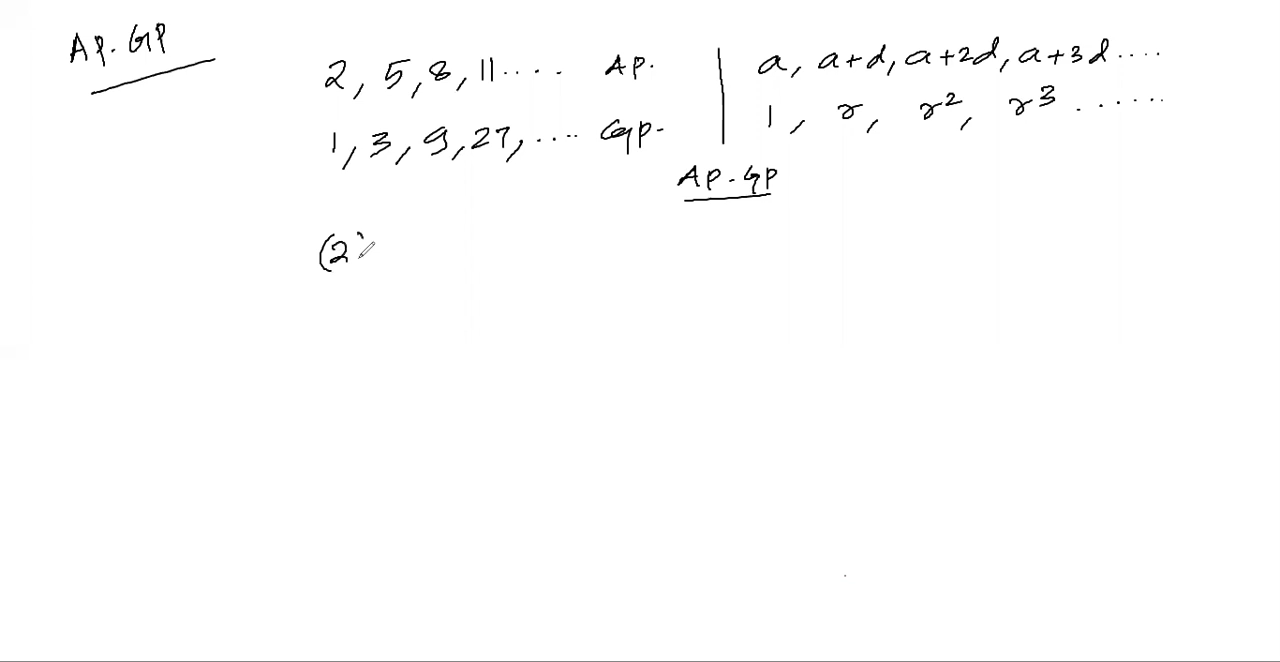 AP. GP
2, 5, 8, 11.... AP.
1, 3, 9, 27, .... GP.
a, a+d, a+2d, a+3d....
1, r, r², r³ ......
AP-GP
(2